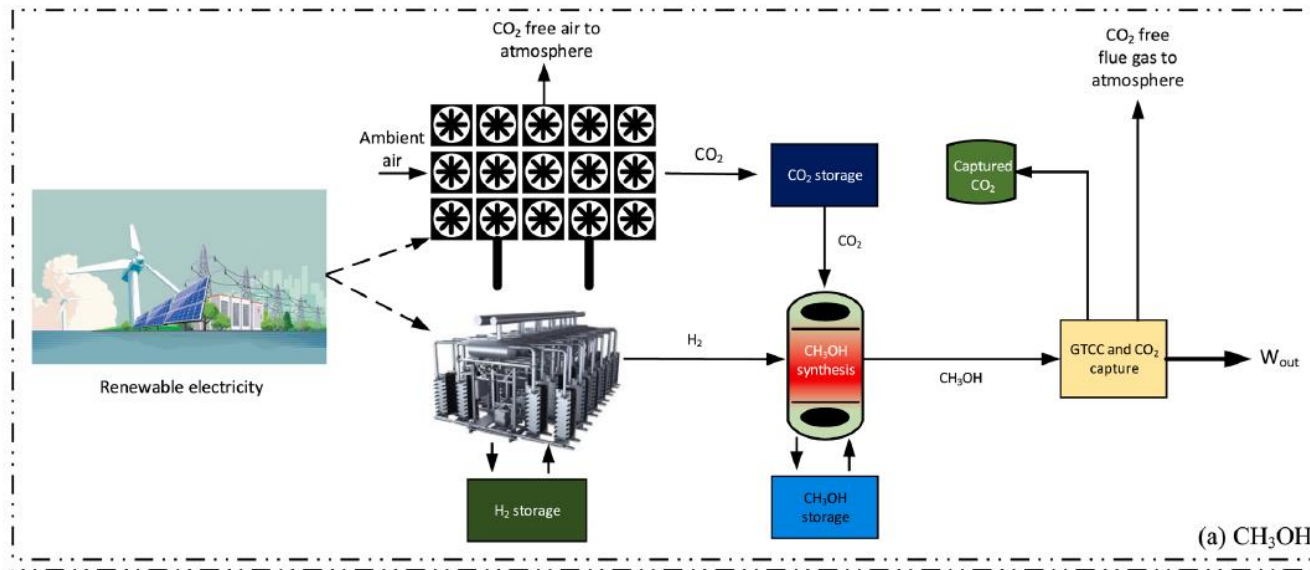 CO₂ free air to
atmosphere
CO₂ free
flue gas to
atmosphere
Ambient
air
CO₂
CO₂ storage
Captured
CO₂
CO₂
H₂
CH₃OH
synthesis
CH₃OH
GTCC and CO₂
capture
Wout
Renewable electricity
H₂ storage
CH₃OH
storage
(a) CH₃OH